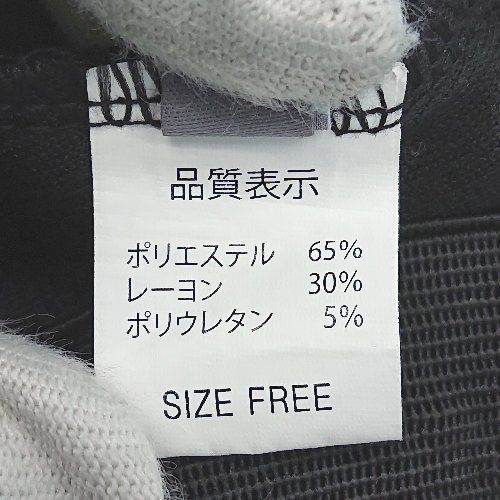 品質表示
ポリエステル 65%
レーヨン 30%
ポリウレタン 5%
SIZE FREE